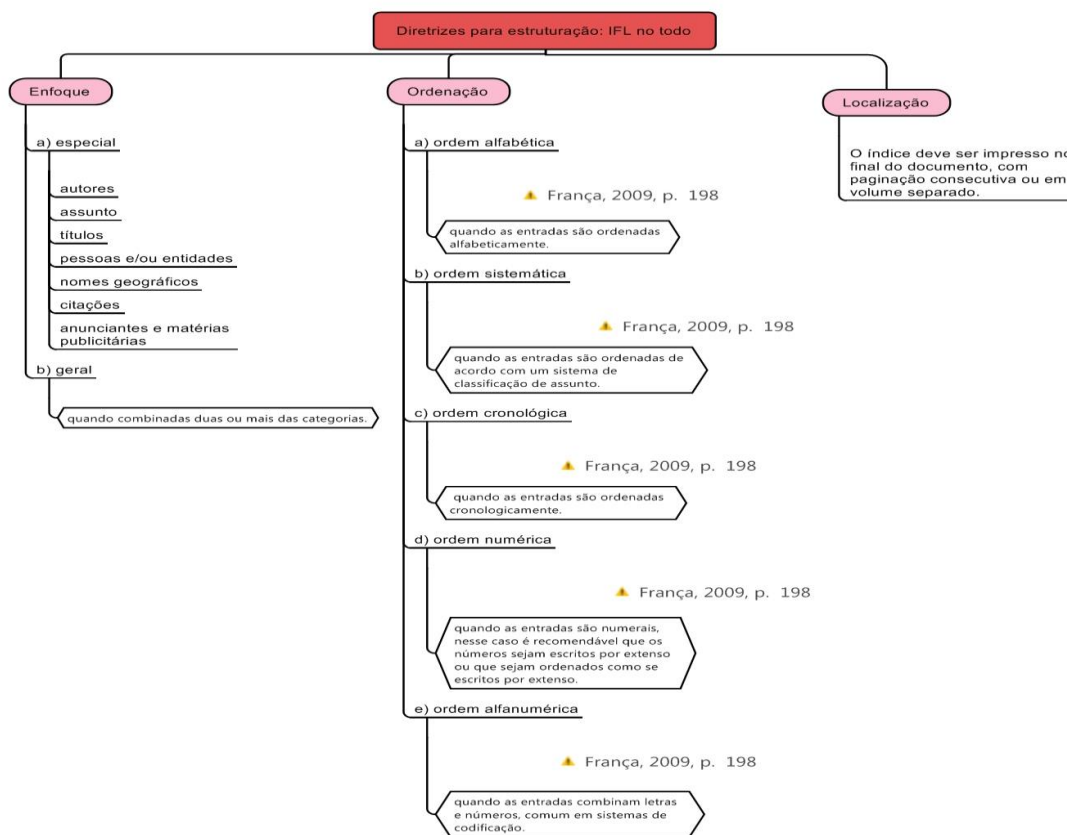 Diretrizes para estruturação: IFL no todo
Enfoque
a) especial
autores
assunto
títulos
pessoas e/ou entidades
nomes geográficos
citações
anunciantes e matérias
publicitárias
b) geral
quando combinadas duas ou mais das categorias.
Ordenação
a) ordem alfabética
França, 2009, p. 198
quando as entradas são ordenadas
alfabeticamente.
b) ordem sistemática
França, 2009, p. 198
quando as entradas são ordenadas de
acordo com um sistema de
classificação de assunto.
c) ordem cronológica
França, 2009, p. 198
quando as entradas são ordenadas
cronologicamente.
d) ordem numérica
França, 2009, p. 198
quando as entradas são numerais,
nesse caso é recomendável que os
números sejam escritos por extenso
ou que sejam ordenados como se
escritos por extenso.
e) ordem alfanumérica
França, 2009, p. 198
quando as entradas combinam letras
e números, comum em sistemas de
codificação.
Localização
O índice deve ser impresso no
final do documento, com
paginação consecutiva ou em
volume separado.